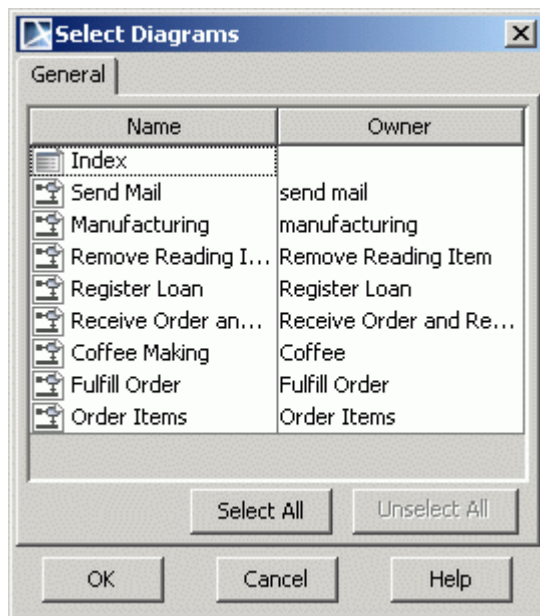 Select Diagrams
General
Name Owner
Index
Send Mail send mail
Manufacturing manufacturing
Remove Reading I... Remove Reading Item
Register Loan Register Loan
Receive Order an... Receive Order and Re...
Coffee Making Coffee
Fulfill Order Fulfill Order
Order Items Order Items
Select All Unselect All
OK Cancel Help